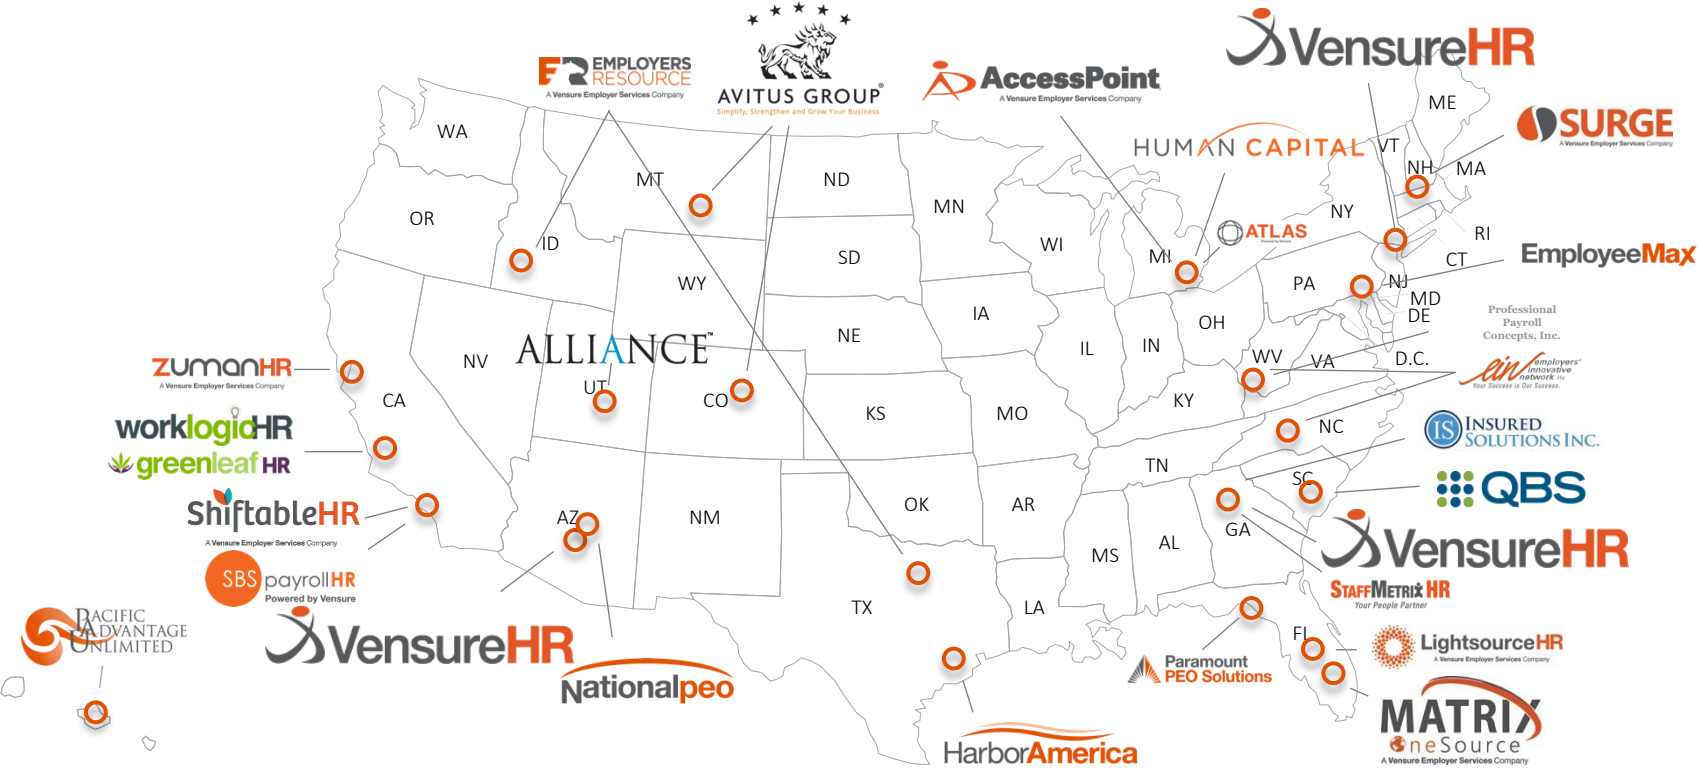 EMPLOYERS
RESOURCE
A Vensure Employer Services Company
AVITUS GROUP®
Simplify, Strengthen and Grow Your Business
AccessPoint
A Vensure Employer Services Company
VensureHR
HUMAN CAPITAL
SURGE
A Vensure Employer Services Company
ATLAS
EmployeeMax
Professional
Payroll
Concepts, Inc.
ein employers'
innovative
network llc
Your Success is Our Success.
IS INSURED
SOLUTIONS INC.
QBS
VensureHR
STAFFMETRIX HR
Your People Partner
LightsourceHR
A Vensure Employer Services Company
MATRIX
OneSource
A Vensure Employer Services Company
Paramount
PEO Solutions
HarborAmerica
Nationalpeo
VensureHR
PACIFIC
ADVANTAGE
UNLIMITED
SBS payrollHR
Powered by Vensure
ShiftableHR
A Vensure Employer Services Company
greenleaf HR
worklogicHR
ZUMANHR
A Vensure Employer Services Company
ALLIANCE™
WA
OR
ID
MT
ND
MN
SD
WY
WI
MI
NY
VT
NH
ME
MA
RI
CT
NJ
PA
MD
DE
D.C.
OH
IN
IL
IA
NE
NV
UT
CO
CA
KS
MO
KY
WV
VA
NC
TN
SC
AZ
NM
OK
AR
MS
AL
GA
TX
LA
FL